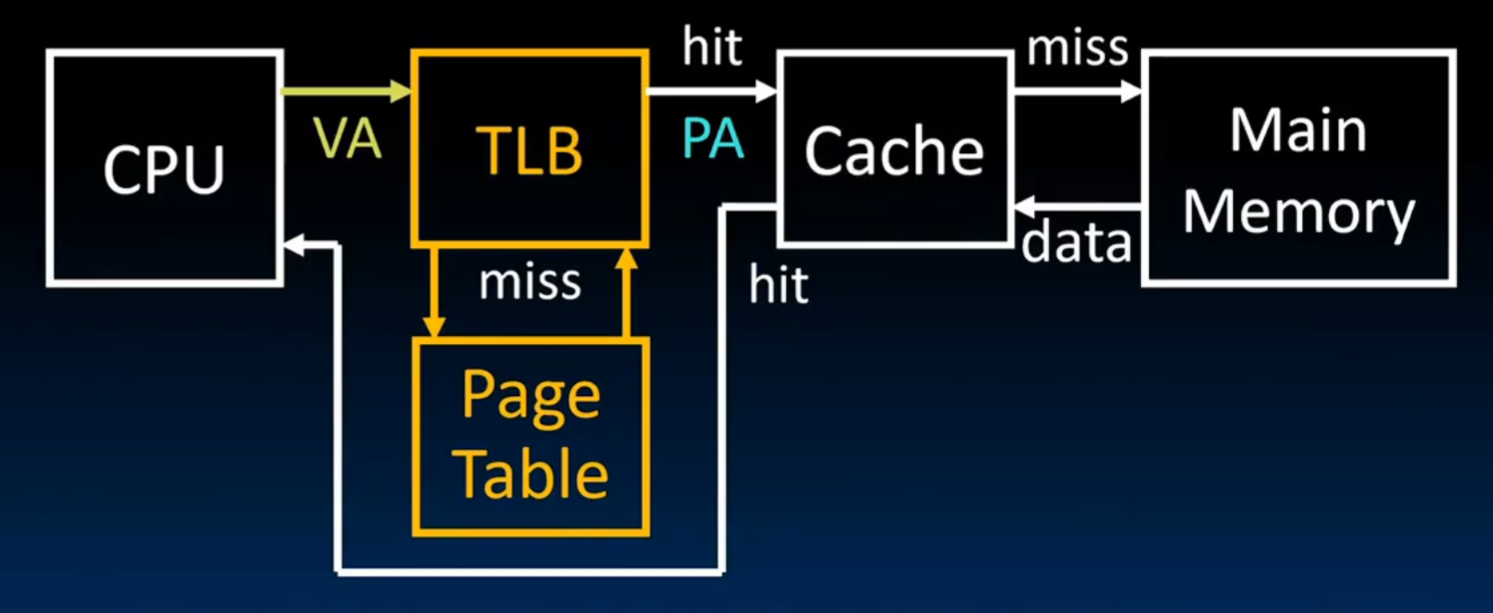 CPU
VA
TLB
hit
PA
Cache
miss
Main
Memory
data
hit
miss
Page
Table